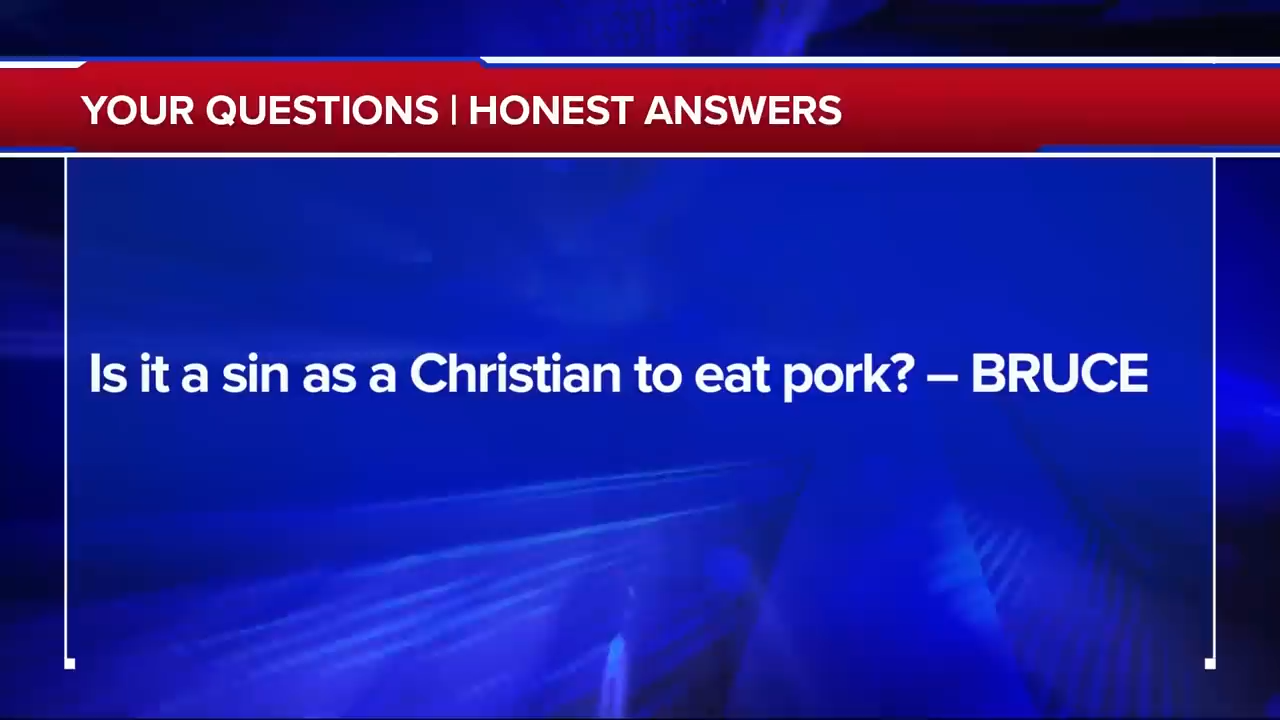 YOUR QUESTIONS | HONEST ANSWERS
Is it a sin as a Christian to eat pork? – BRUCE